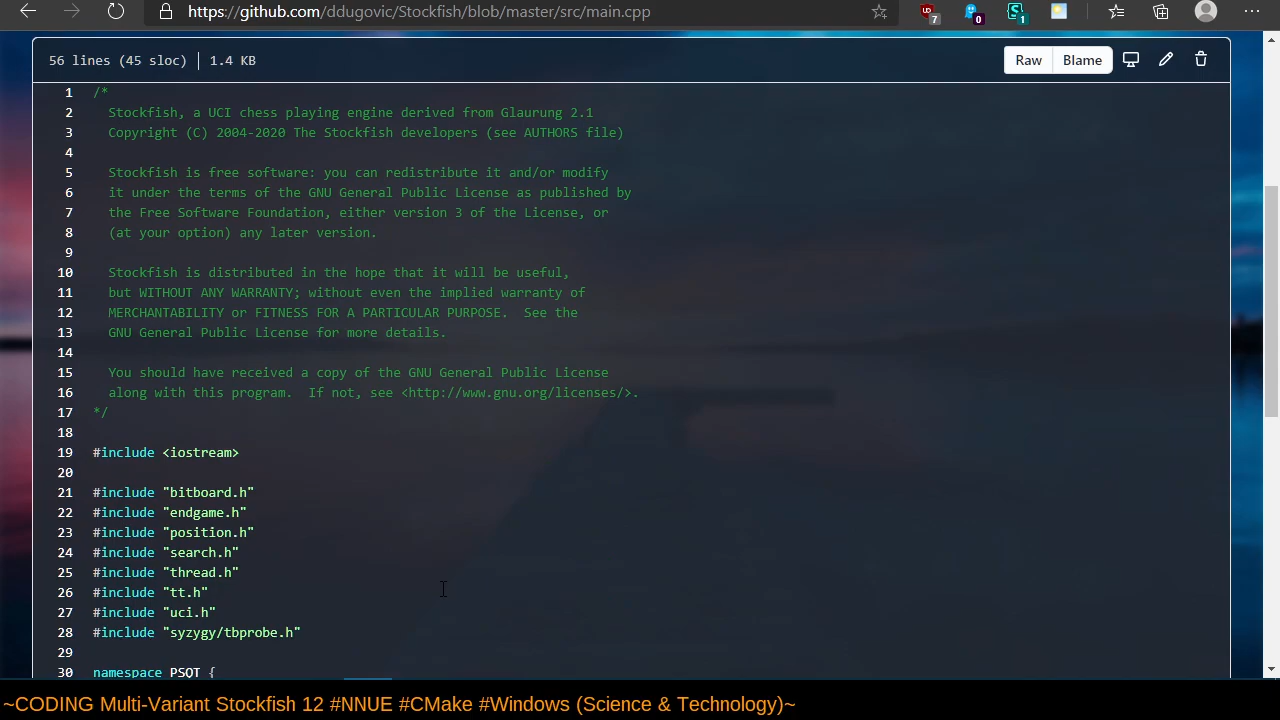 https://github.com/ddugovic/Stockfish/blob/master/src/main.cpp
7
0
1
56 lines (45 sloc) | 1.4 KB
Raw
Blame
1 /*
2 Stockfish, a UCI chess playing engine derived from Glaurung 2.1
3 Copyright (C) 2004-2020 The Stockfish developers (see AUTHORS file)
4
5 Stockfish is free software: you can redistribute it and/or modify
6 it under the terms of the GNU General Public License as published by
7 the Free Software Foundation, either version 3 of the License, or
8 (at your option) any later version.
9
10 Stockfish is distributed in the hope that it will be useful,
11 but WITHOUT ANY WARRANTY; without even the implied warranty of
12 MERCHANTABILITY or FITNESS FOR A PARTICULAR PURPOSE.  See the
13 GNU General Public License for more details.
14
15 You should have received a copy of the GNU General Public License
16 along with this program.  If not, see <http://www.gnu.org/licenses/>.
17 */
18
19 #include <iostream>
20
21 #include "bitboard.h"
22 #include "endgame.h"
23 #include "position.h"
24 #include "search.h"
25 #include "thread.h"
26 #include "tt.h"
27 #include "uci.h"
28 #include "syzygy/tbprobe.h"
29
30 namespace PSQT {
~CODING Multi-Variant Stockfish 12 #NNUE #CMake #Windows (Science & Technology)~